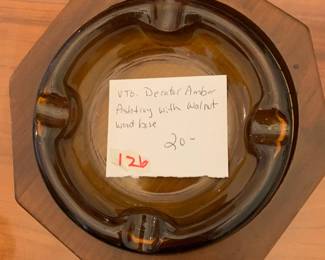 VTG. Decator Amber
Ashtray with Walnut
wood base
20-
126